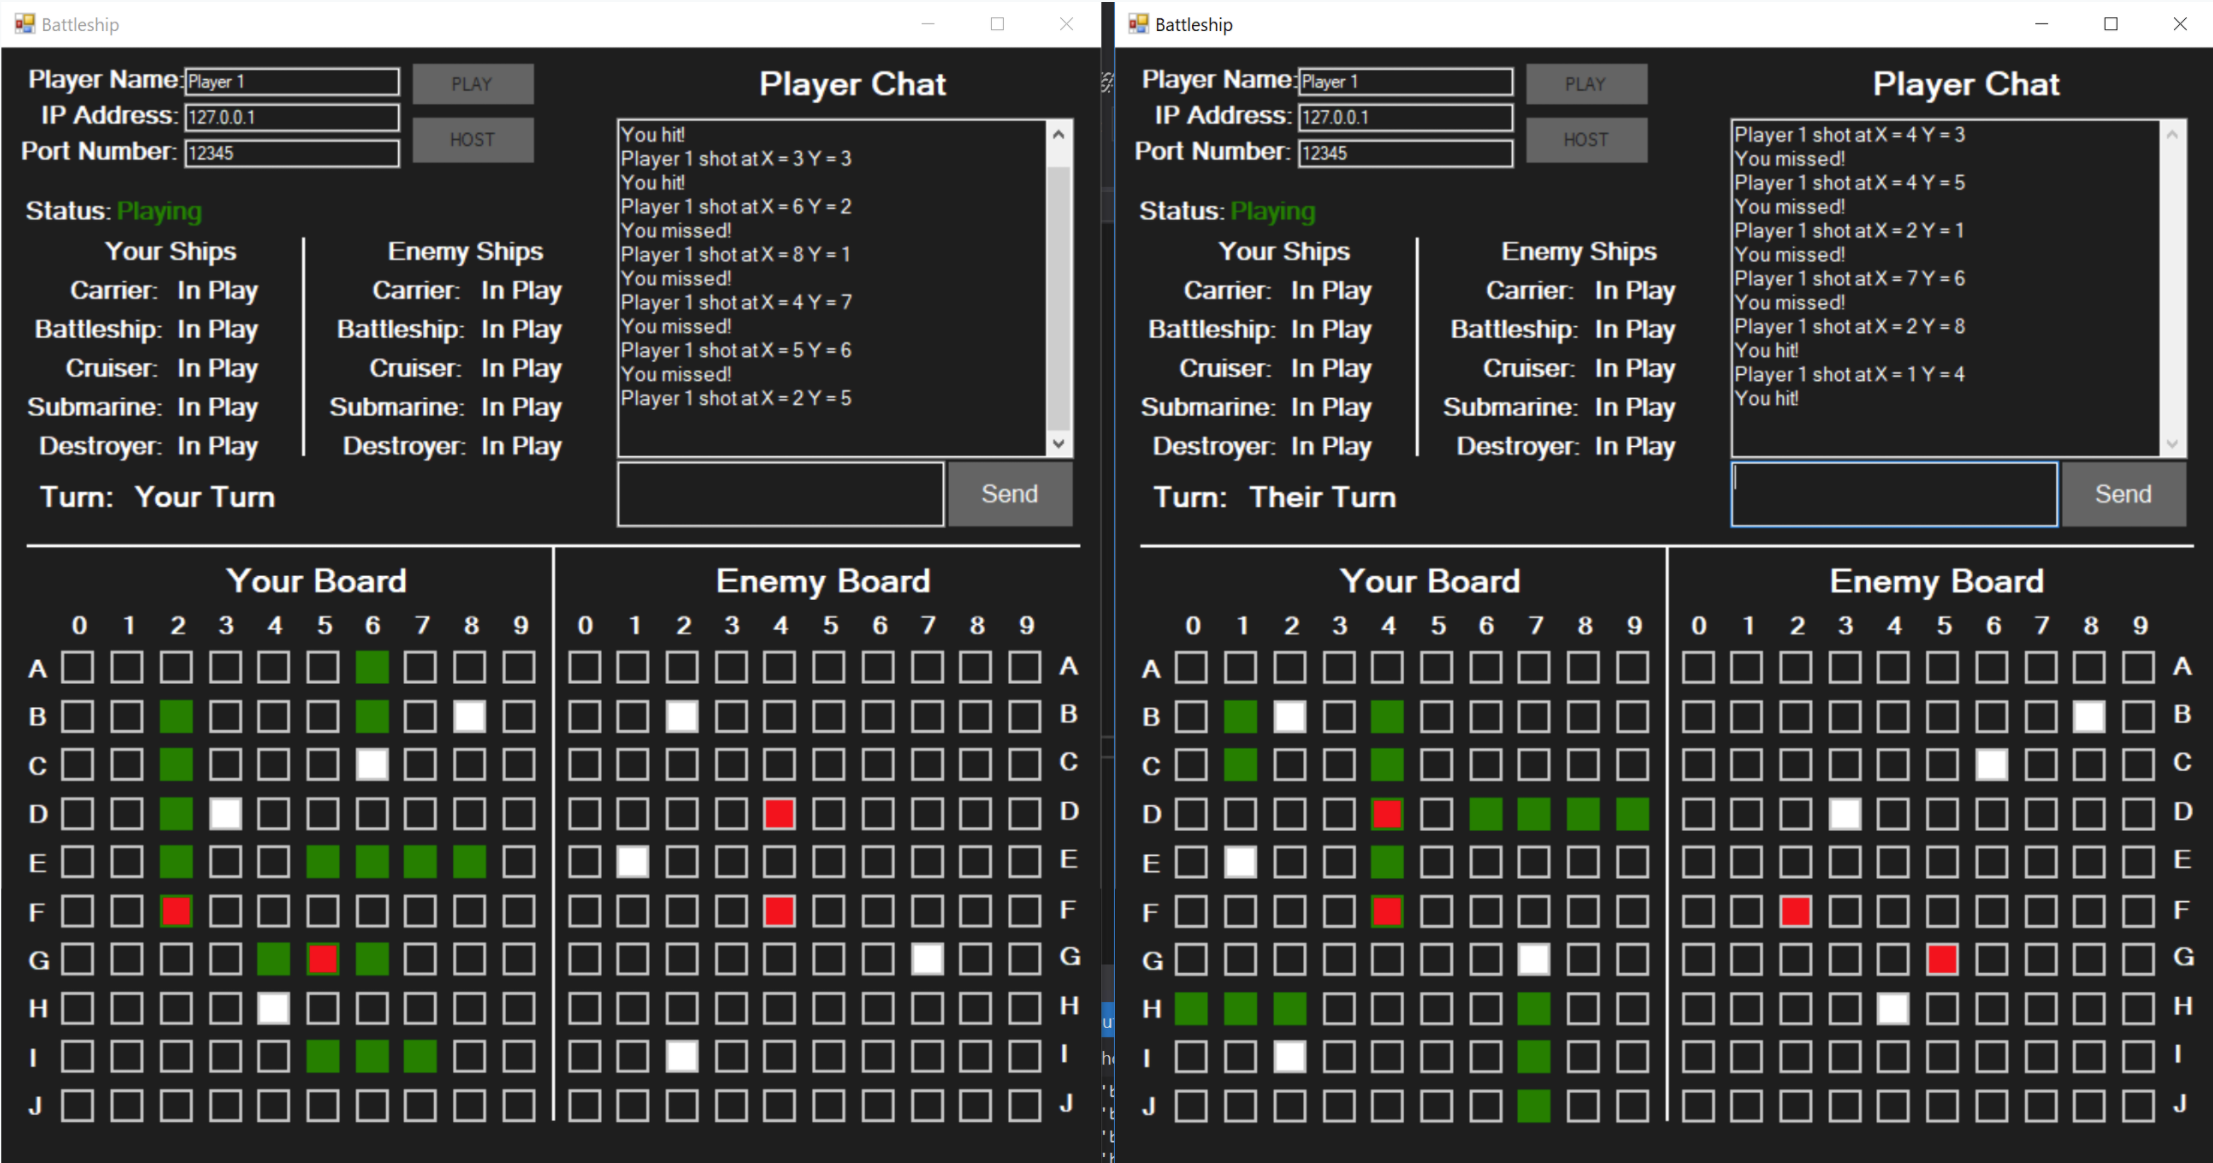 Battleship
Player Name: Player 1
PLAY
IP Address: 127.0.0.1
HOST
Port Number: 12345
Status: Playing
Your Ships
Enemy Ships
Carrier: In Play
Carrier: In Play
Battleship: In Play
Battleship: In Play
Cruiser: In Play
Cruiser: In Play
Submarine: In Play
Submarine: In Play
Destroyer: In Play
Destroyer: In Play
Turn: Your Turn
Player Chat
You hit!
Player 1 shot at X = 3 Y = 3
You hit!
Player 1 shot at X = 6 Y = 2
You missed!
Player 1 shot at X = 8 Y = 1
You missed!
Player 1 shot at X = 4 Y = 7
You missed!
Player 1 shot at X = 5 Y = 6
You missed!
Player 1 shot at X = 2 Y = 5
Send
Your Board
Enemy Board
0 1 2 3 4 5 6 7 8 9
0 1 2 3 4 5 6 7 8 9
A A
B B
C C
D D
E E
F F
G G
H H
I I
J J
Battleship
Player Name: Player 1
PLAY
IP Address: 127.0.0.1
HOST
Port Number: 12345
Status: Playing
Your Ships
Enemy Ships
Carrier: In Play
Carrier: In Play
Battleship: In Play
Battleship: In Play
Cruiser: In Play
Cruiser: In Play
Submarine: In Play
Submarine: In Play
Destroyer: In Play
Destroyer: In Play
Turn: Their Turn
Player Chat
Player 1 shot at X = 4 Y = 3
You missed!
Player 1 shot at X = 4 Y = 5
You missed!
Player 1 shot at X = 2 Y = 1
You missed!
Player 1 shot at X = 7 Y = 6
You missed!
Player 1 shot at X = 2 Y = 8
You hit!
Player 1 shot at X = 1 Y = 4
You hit!
Send
Your Board
Enemy Board
0 1 2 3 4 5 6 7 8 9
0 1 2 3 4 5 6 7 8 9
A A
B B
C C
D D
E E
F F
G G
H H
I I
J J